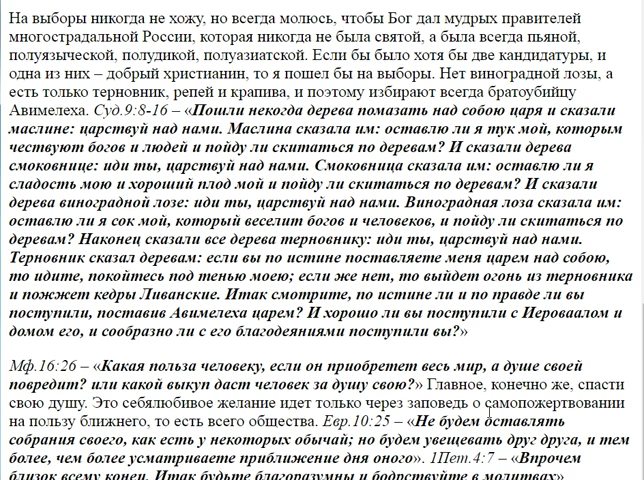 На выборы никогда не хожу, но всегда молюсь, чтобы Бог дал мудрых правителей
многострадальной России, которая никогда не была святой, а была всегда пьяной,
полуязыческой, полудикой, полуазиатской. Если бы было хотя бы две кандидатуры, и
одна из них – добрый христианин, то я пошел бы на выборы. Нет виноградной лозы, а
есть только терновник, репей и крапива, и поэтому избирают всегда братоубийцу
Авимелеха. Суд.9:8-16 – «Пошли некогда дерева помазать над собою царя и сказали
маслине: царствуй над нами. Маслина сказала им: оставлю ли я тук мой, которым
чествуют богов и людей и пойду ли скитаться по деревам? И сказали дерева
смоковнице: иди ты, царствуй над нами. Смоковница сказала им: оставлю ли я
сладость мою и хороший плод мой и пойду ли скитаться по деревам? И сказали
дерева виноградной лозе: иди ты, царствуй над нами. Виноградная лоза сказала им:
оставлю ли я сок мой, который веселит богов и человеков, и пойду ли скитаться по
деревам? Наконец сказали все дерева терновнику: иди ты, царствуй над нами.
Терновник сказал деревам: если вы по истине поставляете меня царем над собою,
то идите, покойтесь под тенью моею; если же нет, то выйдет огонь из терновника
и пожжет кедры Ливанские. Итак смотрите, по истине ли и по правде ли вы
поступили, поставив Авимелеха царем? И хорошо ли вы поступили с Иероваалом и
домом его, и сообразно ли с его благодеяниями поступили вы?»
Мф.16:26 – «Какая польза человеку, если он приобретет весь мир, а душе своей
повредит? или какой выкуп даст человек за душу свою?» Главное, конечно же, спасти
свою душу. Это себялюбивое желание идет только через заповедь о самопожертвовании
на пользу ближнего, то есть всего общества. Евр.10:25 – «Не будем оставлять
собрания своего, как есть у некоторых обычай; но будем увещевать друг друга, и тем
более, чем более усматриваете приближение дня оного». 1Пет.4:7 – «Впрочем
близок всему конец. Итак будьте благоразумны и бодрствуйте в молитвах»